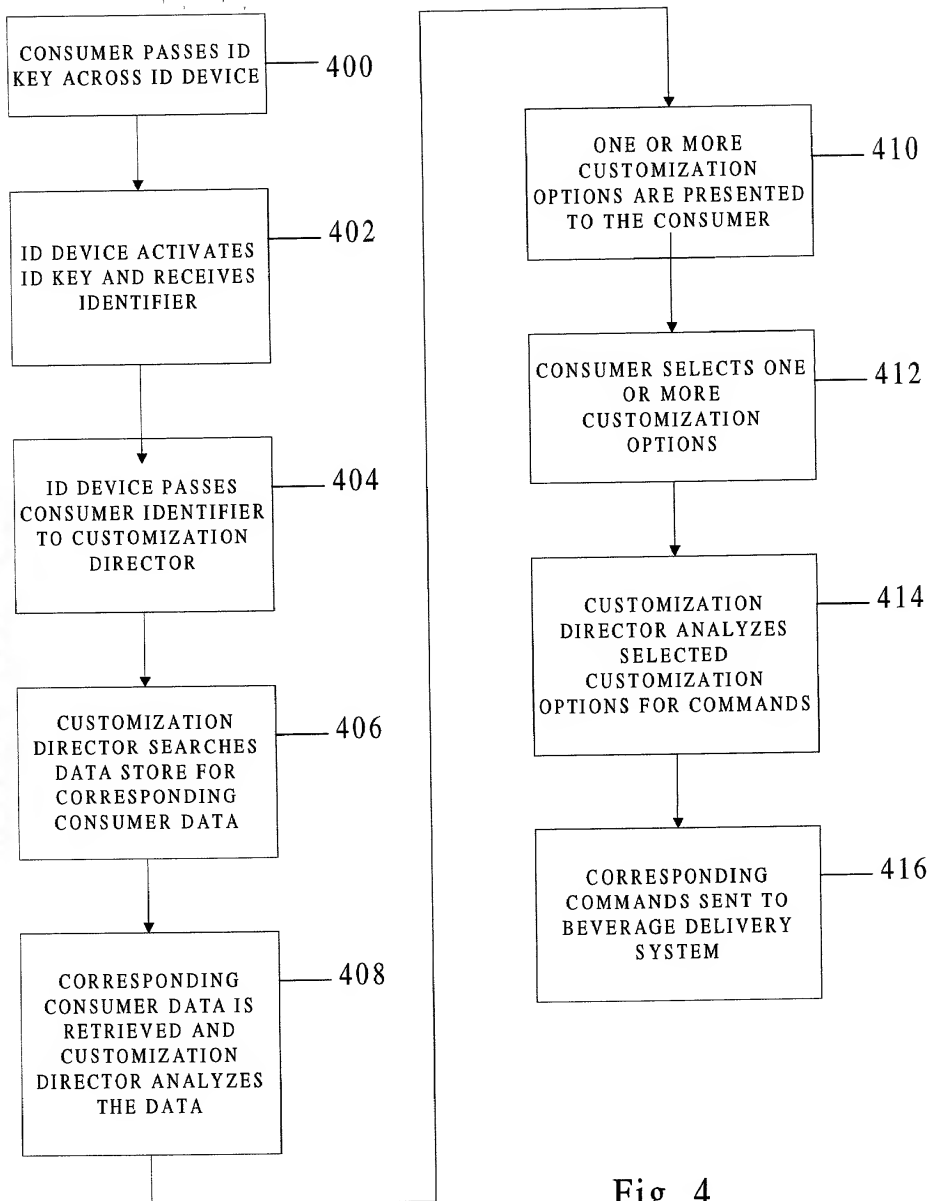 CONSUMER PASSES ID
KEY ACROSS ID DEVICE
400
ID DEVICE ACTIVATES
ID KEY AND RECEIVES
IDENTIFIER
402
ID DEVICE PASSES
CONSUMER IDENTIFIER
TO CUSTOMIZATION
DIRECTOR
404
CUSTOMIZATION
DIRECTOR SEARCHES
DATA STORE FOR
CORRESPONDING
CONSUMER DATA
406
CORRESPONDING
CONSUMER DATA IS
RETRIEVED AND
CUSTOMIZATION
DIRECTOR ANALYZES
THE DATA
408
ONE OR MORE
CUSTOMIZATION
OPTIONS ARE PRESENTED
TO THE CONSUMER
410
CONSUMER SELECTS ONE
OR MORE
CUSTOMIZATION
OPTIONS
412
CUSTOMIZATION
DIRECTOR ANALYZES
SELECTED
CUSTOMIZATION
OPTIONS FOR COMMANDS
414
CORRESPONDING
COMMANDS SENT TO
BEVERAGE DELIVERY
SYSTEM
416
Fig 4